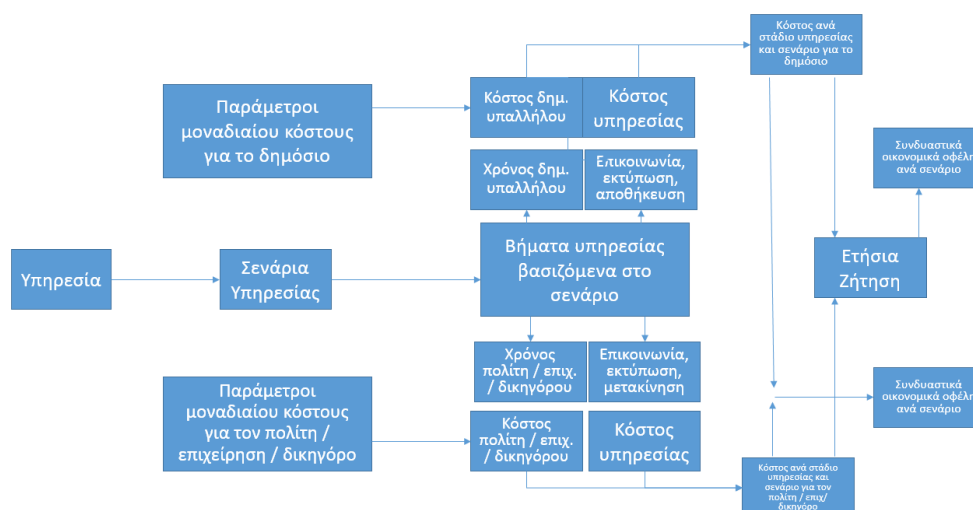 Κόστος ανά
στάδιο υπηρεσίας
και σενάριο για το
δημόσιο
Παράμετροι
μοναδιαίου κόστους
για το δημόσιο
Κόστος δημ.
υπαλλήλου
Κόστος
υπηρεσίας
Χρόνος δημ.
υπαλλήλου
Επικοινωνία,
εκτύπωση,
αποθήκευση
Συνδυαστικά
οικονομικά οφέλη
ανά σενάριο
Υπηρεσία
Σενάρια
Υπηρεσίας
Βήματα υπηρεσίας
βασιζόμενα στο
σενάριο
Ετήσια
Ζήτηση
Χρόνος
πολίτη / επιχ.
/ δικηγόρου
Επικοινωνία,
εκτύπωση,
μετακίνηση
Παράμετροι
μοναδιαίου κόστους
για τον πολίτη /
επιχείρηση / δικηγόρο
Συνδυαστικά
οικονομικά οφέλη
ανά σενάριο
Κόστος
πολίτη / επιχ.
/ δικηγόρου
Κόστος
υπηρεσίας
Κόστος ανά στάδιο
υπηρεσίας και
σενάριο για τον
πολίτη / επιχ/
δικηγόρο